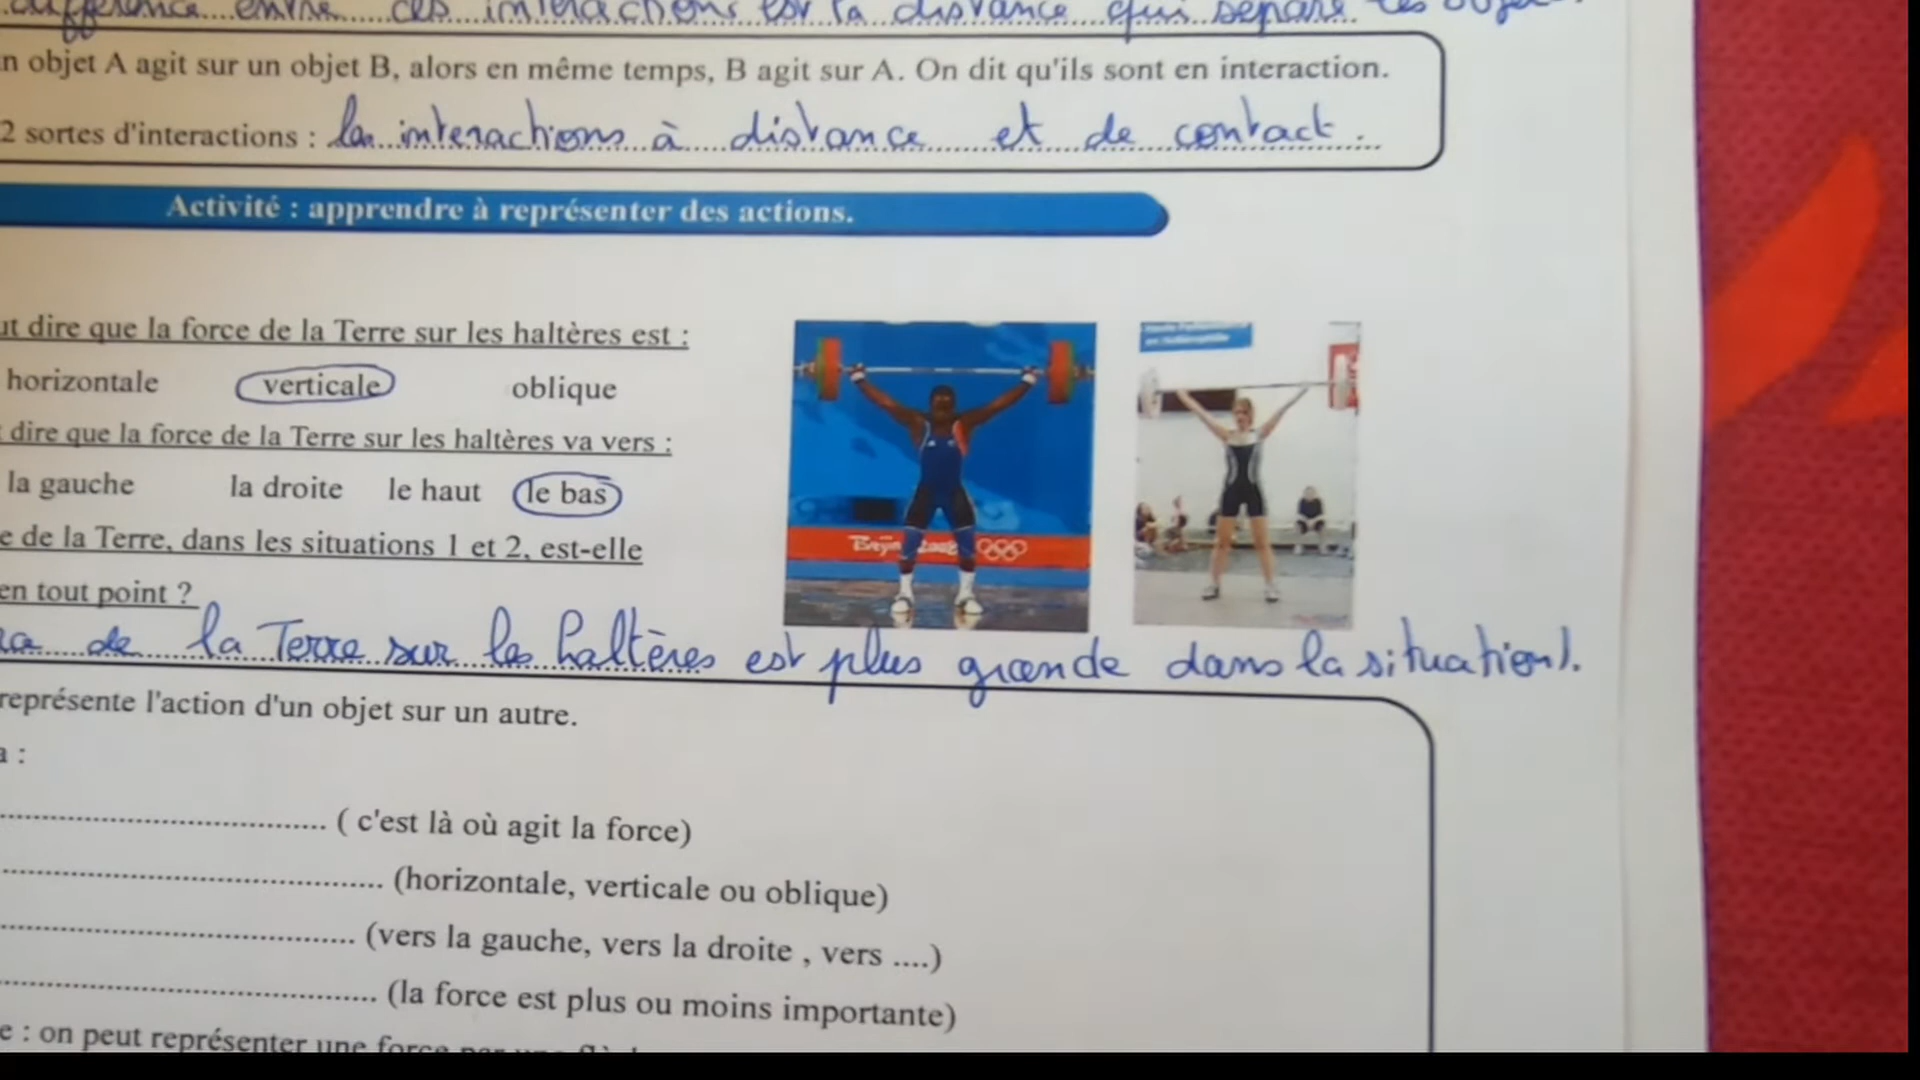 différence entre ces interactions est la distance qui sépare les
n objet A agit sur un objet B, alors en même temps, B agit sur A. On dit qu'ils sont en interaction.
2 sortes d'interactions : les interactions à distance et de contact.
Activité : apprendre à représenter des actions.
ut dire que la force de la Terre sur les haltères est :
horizontale verticale oblique
dire que la force de la Terre sur les haltères va vers :
la gauche la droite le haut le bas
e de la Terre, dans les situations 1 et 2, est-elle
en tout point ?
Beijing 2008
de la Terre sur les haltères est plus grande dans la situation 1.
représente l'action d'un objet sur un autre.
a :
( c'est là où agit la force)
(horizontale, verticale ou oblique)
(vers la gauche, vers la droite , vers ....)
(la force est plus ou moins importante)
e : on peut représenter une force par une